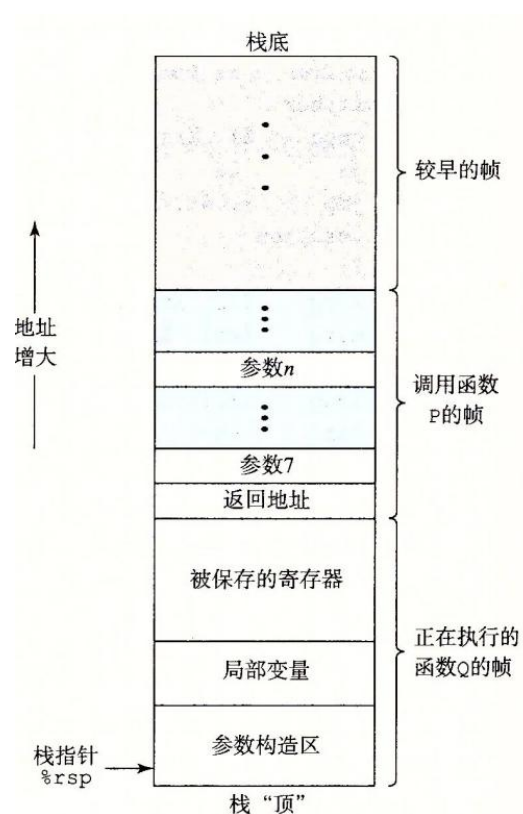 栈底
较早的帧
地址
增大
参数n
调用函数
P的帧
参数7
返回地址
被保存的寄存器
正在执行的
函数Q的帧
局部变量
参数构造区
栈指针
%rsp
栈“顶”